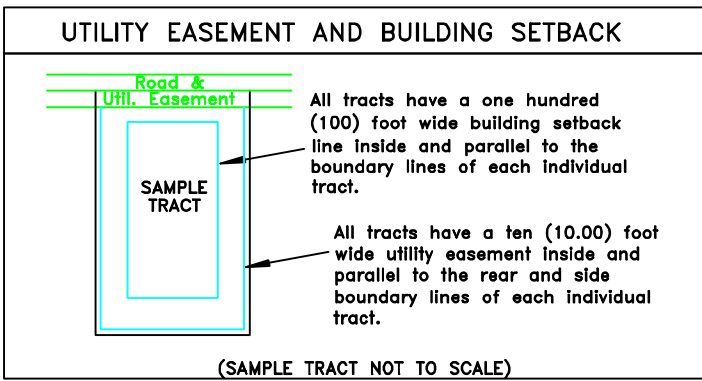 UTILITY EASEMENT AND BUILDING SETBACK
Road &
Util. Easement
All tracts have a one hundred
(100) foot wide building setback
line inside and parallel to the
boundary lines of each individual
tract.
SAMPLE
TRACT
All tracts have a ten (10.00) foot
wide utility easement inside and
parallel to the rear and side
boundary lines of each individual
tract.
(SAMPLE TRACT NOT TO SCALE)